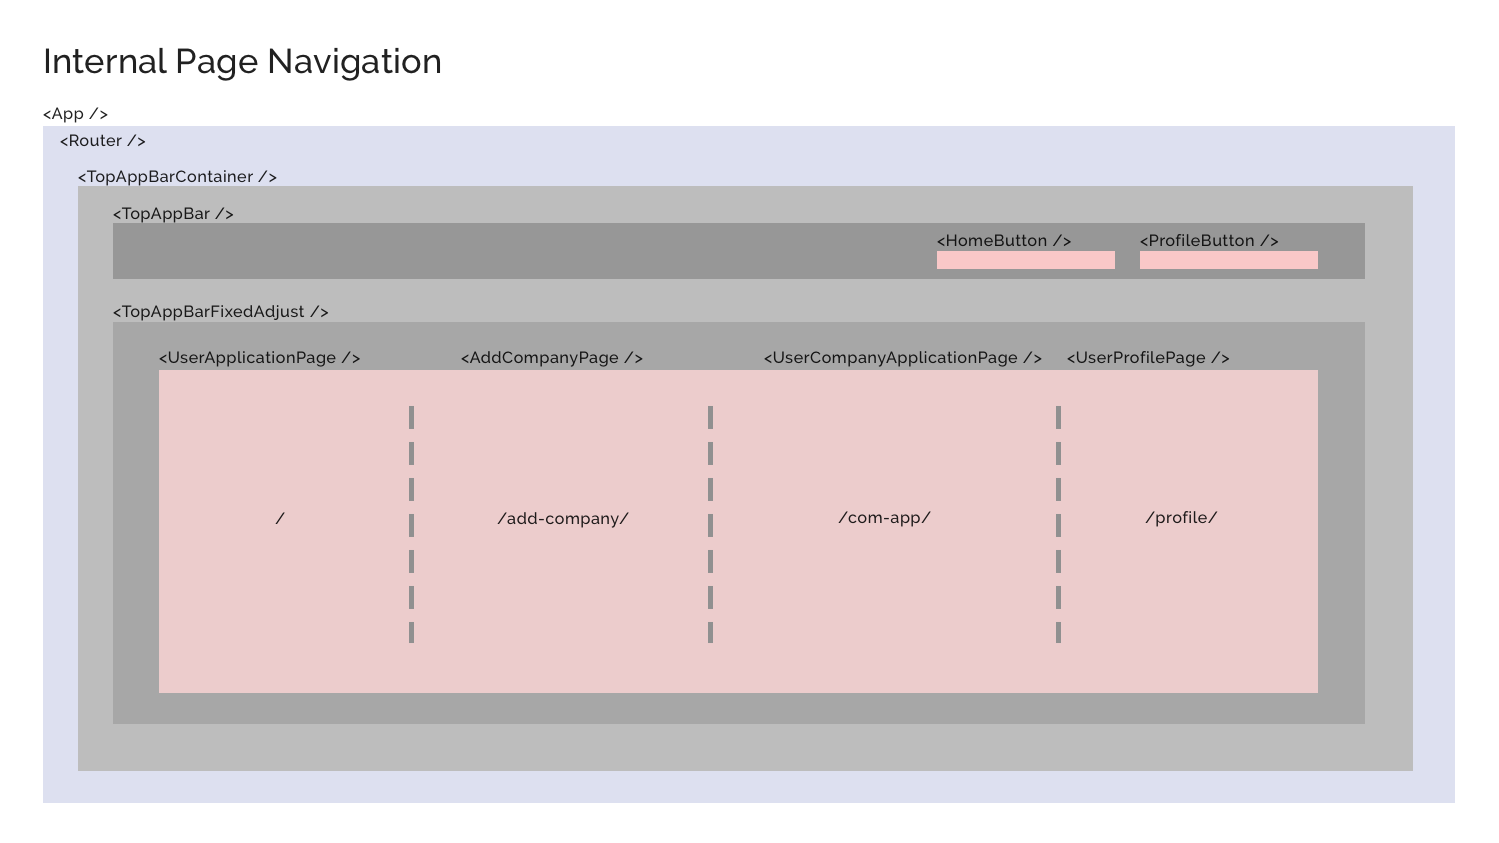 Internal Page Navigation
<App />
<Router />
<TopAppBarContainer />
<TopAppBar />
<HomeButton /> <ProfileButton />
<TopAppBarFixedAdjust />
<UserApplicationPage /> <AddCompanyPage /> <UserCompanyApplicationPage /> <UserProfilePage />
/ /add-company/ /com-app/ /profile/